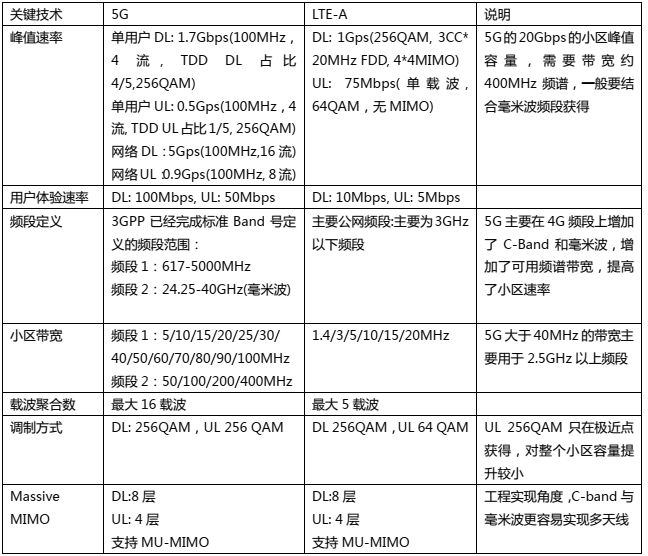 关键技术
5G
LTE-A
说明
峰值速率
单用户 DL: 1.7Gbps(100MHz，
4 流，TDD DL 占比
4/5,256QAM)
单用户 UL: 0.5Gps(100MHz，4
流, TDD UL 占比 1/5, 256QAM)
网络 DL：5Gps(100MHz,16 流)
网络 UL :0.9Gps(100MHz, 8 流)
DL: 1Gps(256QAM, 3CC*
20MHz FDD, 4*4MIMO)
UL: 75Mbps(单载波,
64QAM，无 MIMO)
5G 的 20Gbps 的小区峰值
容量，需要带宽约
400MHz 频谱，一般要结
合毫米波频段获得
用户体验速率
DL: 100Mbps, UL: 50Mbps
DL: 10Mbps, UL: 5Mbps
频段定义
3GPP 已经完成标准 Band 号定
义的频段范围：
频段 1：617-5000MHz
频段 2：24.25-40GHz(毫米波)
主要公网频段:主要为 3GHz
以下频段
5G 主要在 4G 频段上增加
了 C-Band 和毫米波，增
加了可用频谱带宽，提高
了小区速率
小区带宽
频段 1：5/10/15/20/25/30/
40/50/60/70/80/90/100MHz
频段 2：50/100/200/400MHz
1.4/3/5/10/15/20MHz
5G 大于 40MHz 的带宽主
要用于 2.5GHz 以上频段
载波聚合数
最大 16 载波
最大 5 载波
调制方式
DL: 256QAM，UL 256 QAM
DL 256QAM，UL 64 QAM
UL 256QAM 只在极近点
获得，对整个小区容量提
升较小
Massive
MIMO
DL:8 层
UL: 4 层
支持 MU-MIMO
DL:8 层
UL: 4 层
支持 MU-MIMO
工程实现角度，C-band 与
毫米波更容易实现多天线